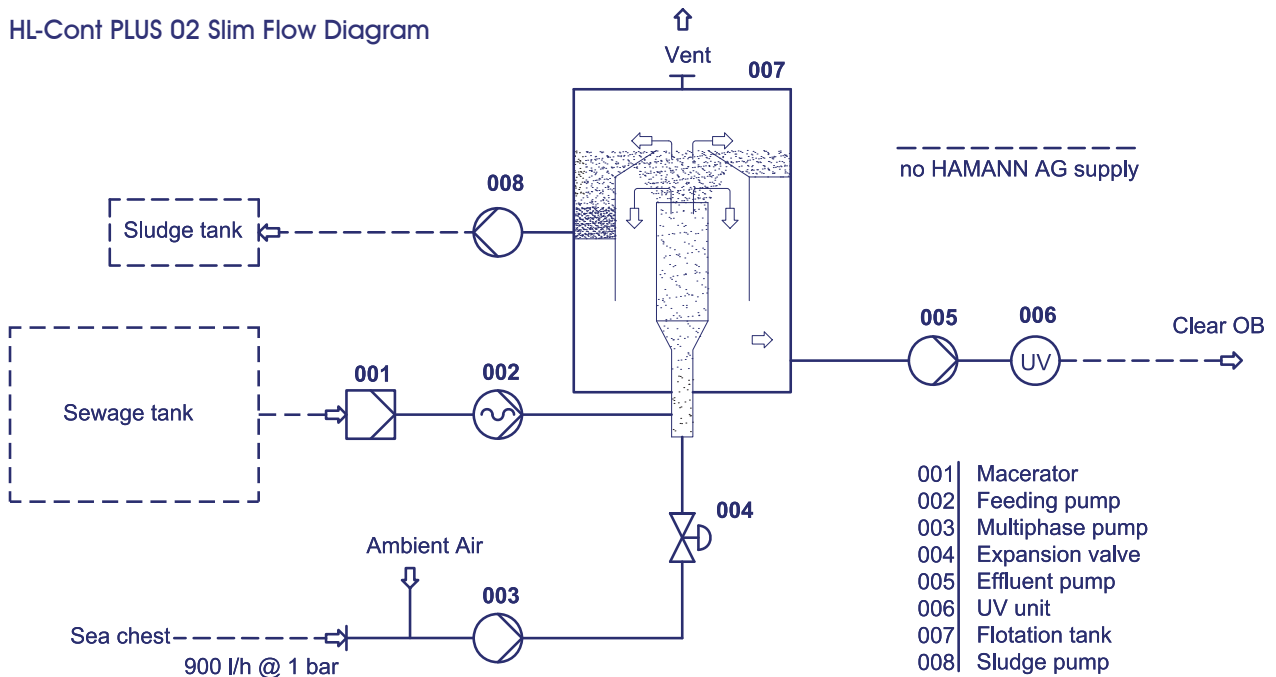 HL-Cont PLUS 02 Slim Flow Diagram
Vent
007
no HAMANN AG supply
008
Sludge tank
005
006
Clear OB
UV
001
002
Sewage tank
004
Ambient Air
003
Sea chest
900 l/h @ 1 bar
001 Macerator
002 Feeding pump
003 Multiphase pump
004 Expansion valve
005 Effluent pump
006 UV unit
007 Flotation tank
008 Sludge pump